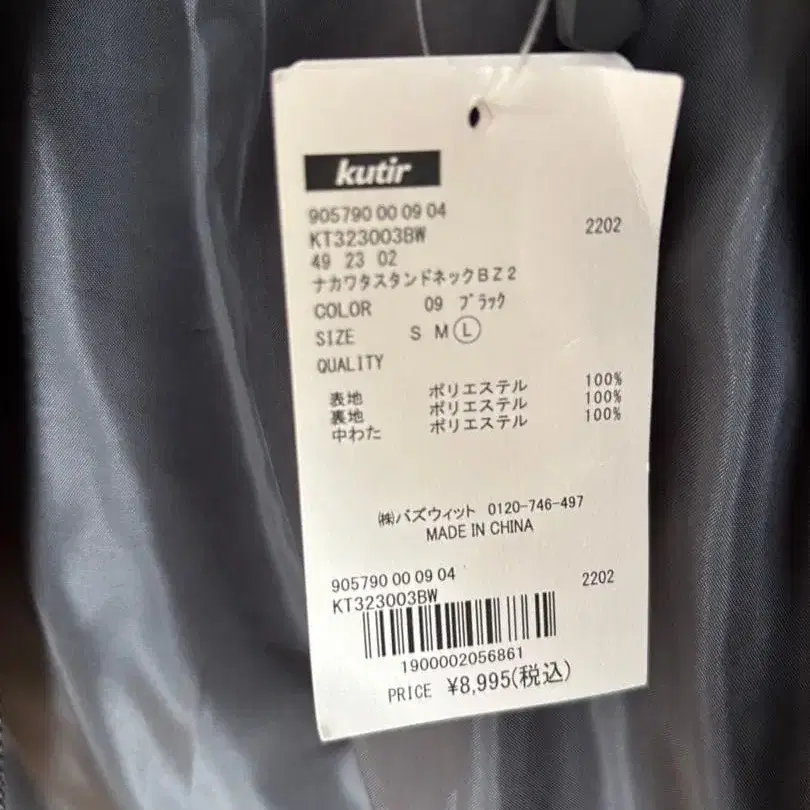 kutir
905790 00 09 04
KT323003BW 2202
49 23 02
ナカワタスタンドネックBZ2
COLOR 09 ブラック
SIZE S M L
QUALITY
表地 ポリエステル 100%
裏地 ポリエステル 100%
中わた ポリエステル 100%
㈱バズウィット 0120-746-497
MADE IN CHINA
905790 00 09 04
KT323003BW 2202
1900002056861
PRICE ¥8,995(税込)